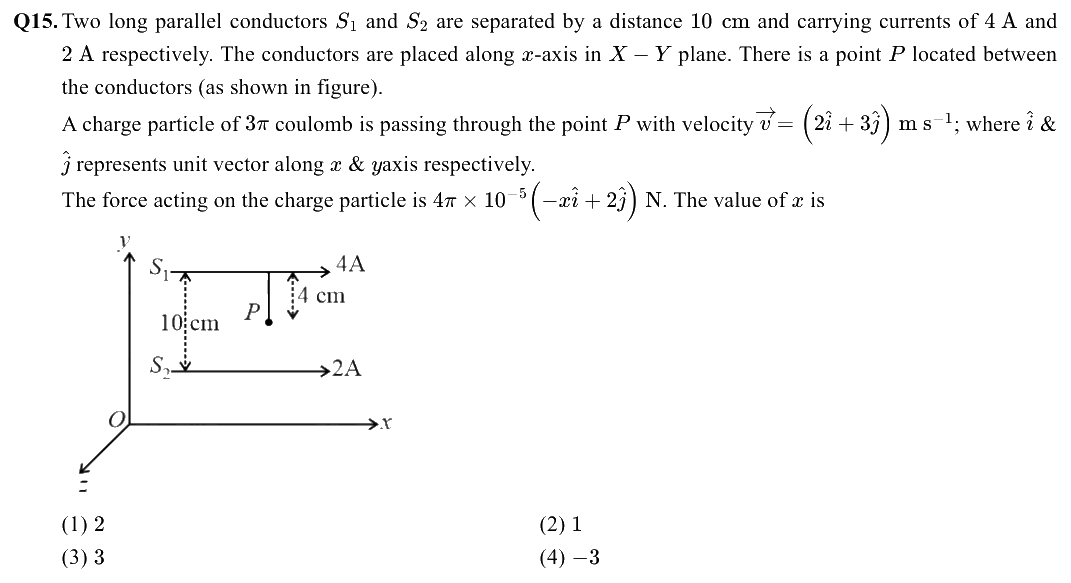 Q15. Two long parallel conductors S₁ and S₂ are separated by a distance 10 cm and carrying currents of 4 A and
2 A respectively. The conductors are placed along x-axis in X − Y plane. There is a point P located between
the conductors (as shown in figure).
A charge particle of 3π coulomb is passing through the point P with velocity v⃗ = (2î + 3ĵ) m s⁻¹; where î &
ĵ represents unit vector along x & yaxis respectively.
The force acting on the charge particle is 4π × 10⁻⁵(−xî + 2ĵ) N. The value of x is
y
S₁ 4A
4 cm
P
10 cm
S₂ 2A
O
x
(1) 2 (2) 1
(3) 3 (4) −3